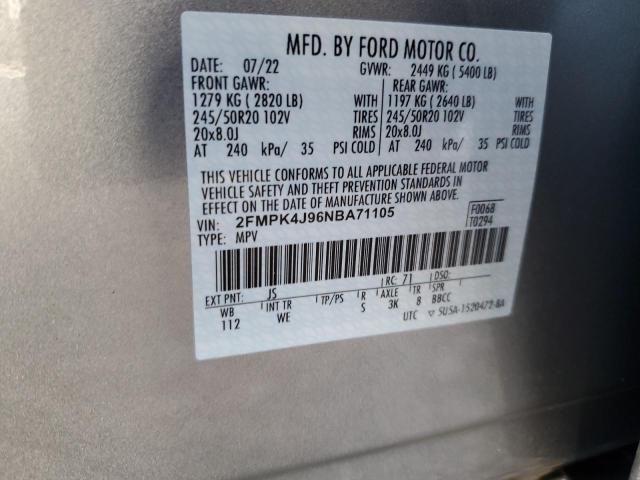 MFD. BY FORD MOTOR CO.
DATE: 07/22 GVWR: 2449 KG ( 5400 LB)
FRONT GAWR: REAR GAWR:
1279 KG ( 2820 LB) WITH 1197 KG ( 2640 LB) WITH
245/50R20 102V TIRES 245/50R20 102V TIRES
20x8.0J RIMS 20x8.0J RIMS
AT 240 kPa/ 35 PSI COLD AT 240 kPa/ 35 PSI COLD
THIS VEHICLE CONFORMS TO ALL APPLICABLE FEDERAL MOTOR
VEHICLE SAFETY AND THEFT PREVENTION STANDARDS IN
EFFECT ON THE DATE OF MANUFACTURE SHOWN ABOVE.
VIN: 2FMPK4J96NBA71105 F0068
TYPE: MPV T0294
EXT PNT: JS RC: 71 DSO:
WB INT TR TP/PS R AXLE TR SPR
112 WE S 3K 8 BBCC
UTC ▽ 5U5A-1520472-BA